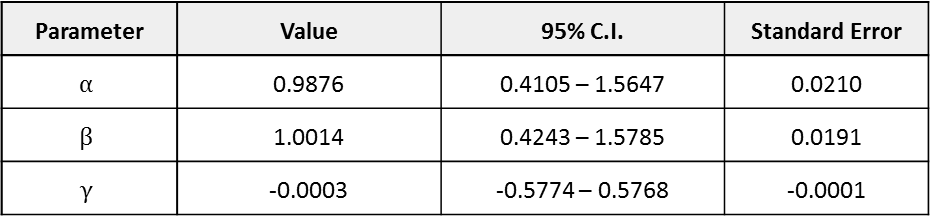 Parameter Value 95% C.I. Standard Error
α 0.9876 0.4105 – 1.5647 0.0210
β 1.0014 0.4243 – 1.5785 0.0191
γ -0.0003 -0.5774 – 0.5768 -0.0001